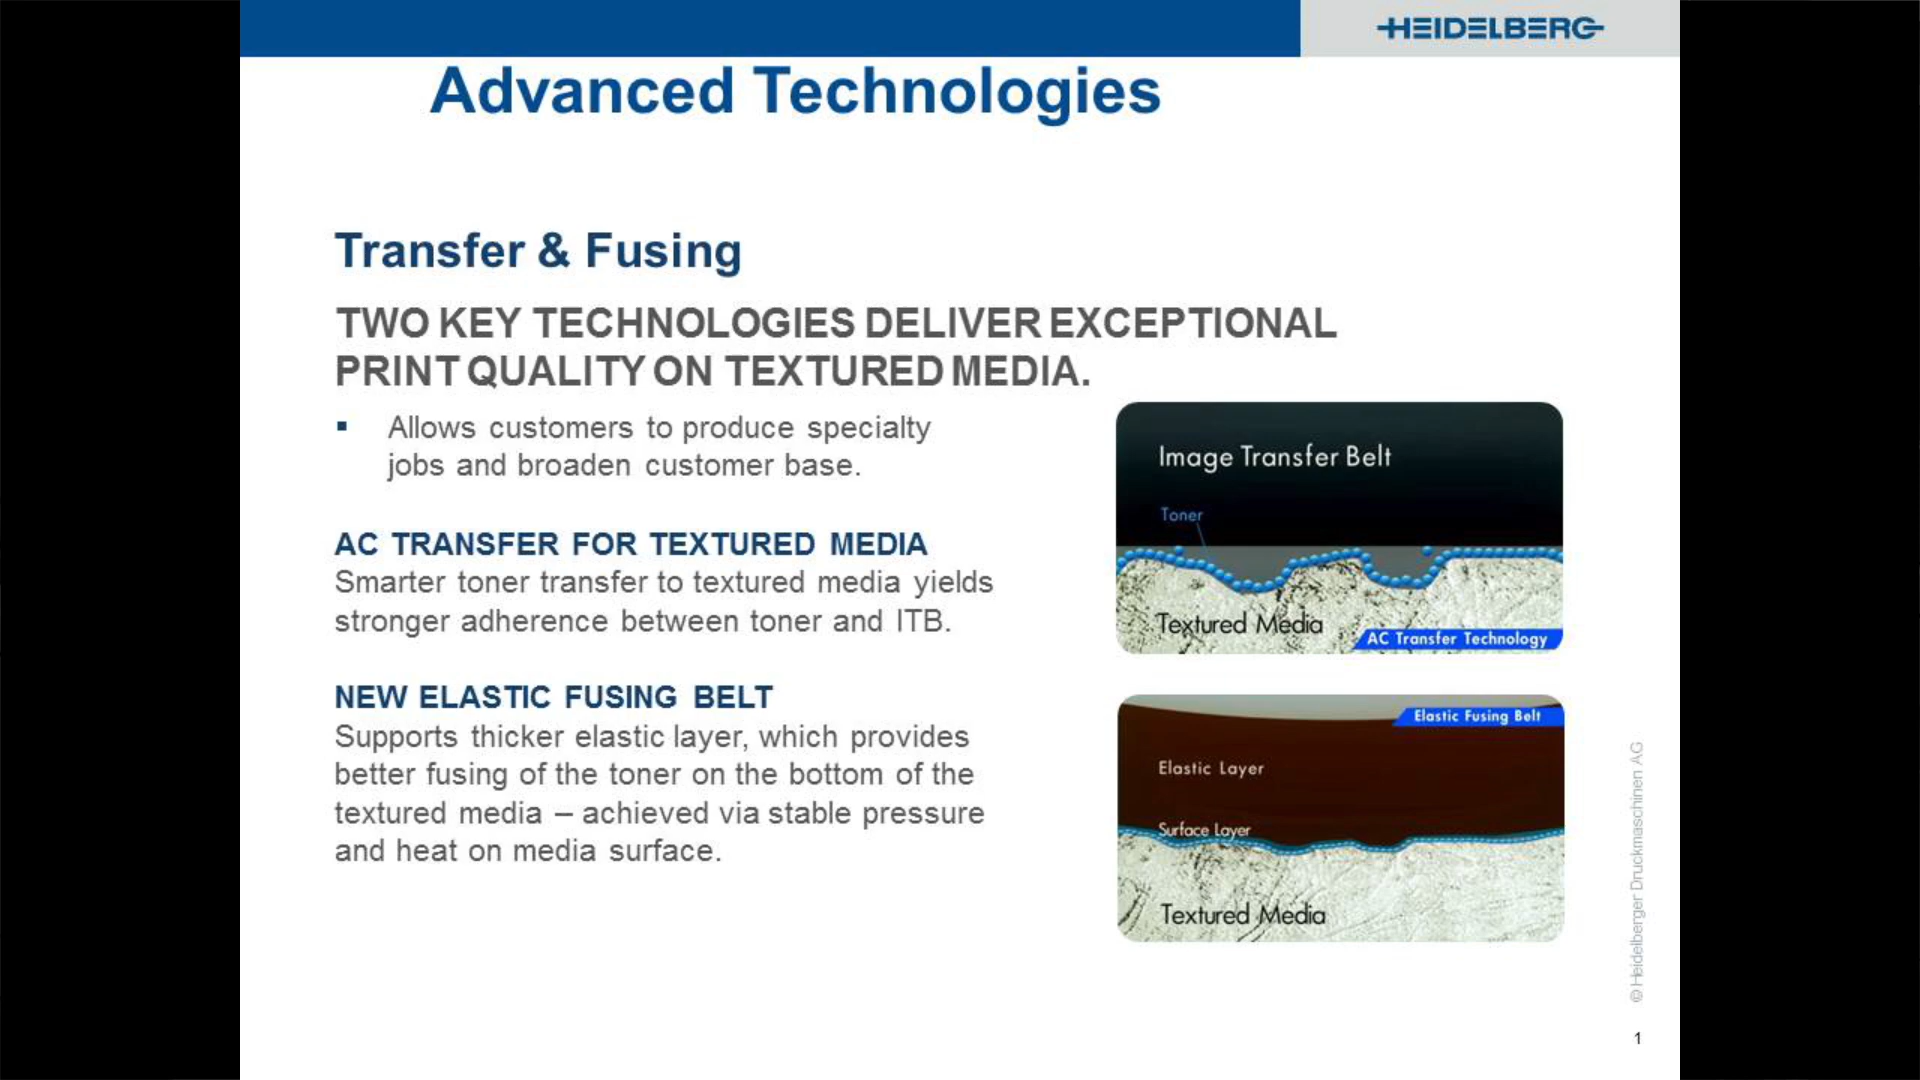 HEIDELBERG
Advanced Technologies
Transfer & Fusing
TWO KEY TECHNOLOGIES DELIVER EXCEPTIONAL
PRINT QUALITY ON TEXTURED MEDIA.
▪ Allows customers to produce specialty
jobs and broaden customer base.
AC TRANSFER FOR TEXTURED MEDIA
Smarter toner transfer to textured media yields
stronger adherence between toner and ITB.
NEW ELASTIC FUSING BELT
Supports thicker elastic layer, which provides
better fusing of the toner on the bottom of the
textured media – achieved via stable pressure
and heat on media surface.
Image Transfer Belt
Toner
Textured Media
AC Transfer Technology
Elastic Fusing Belt
Elastic Layer
Surface Layer
Textured Media
© Heidelberger Druckmaschinen AG
1